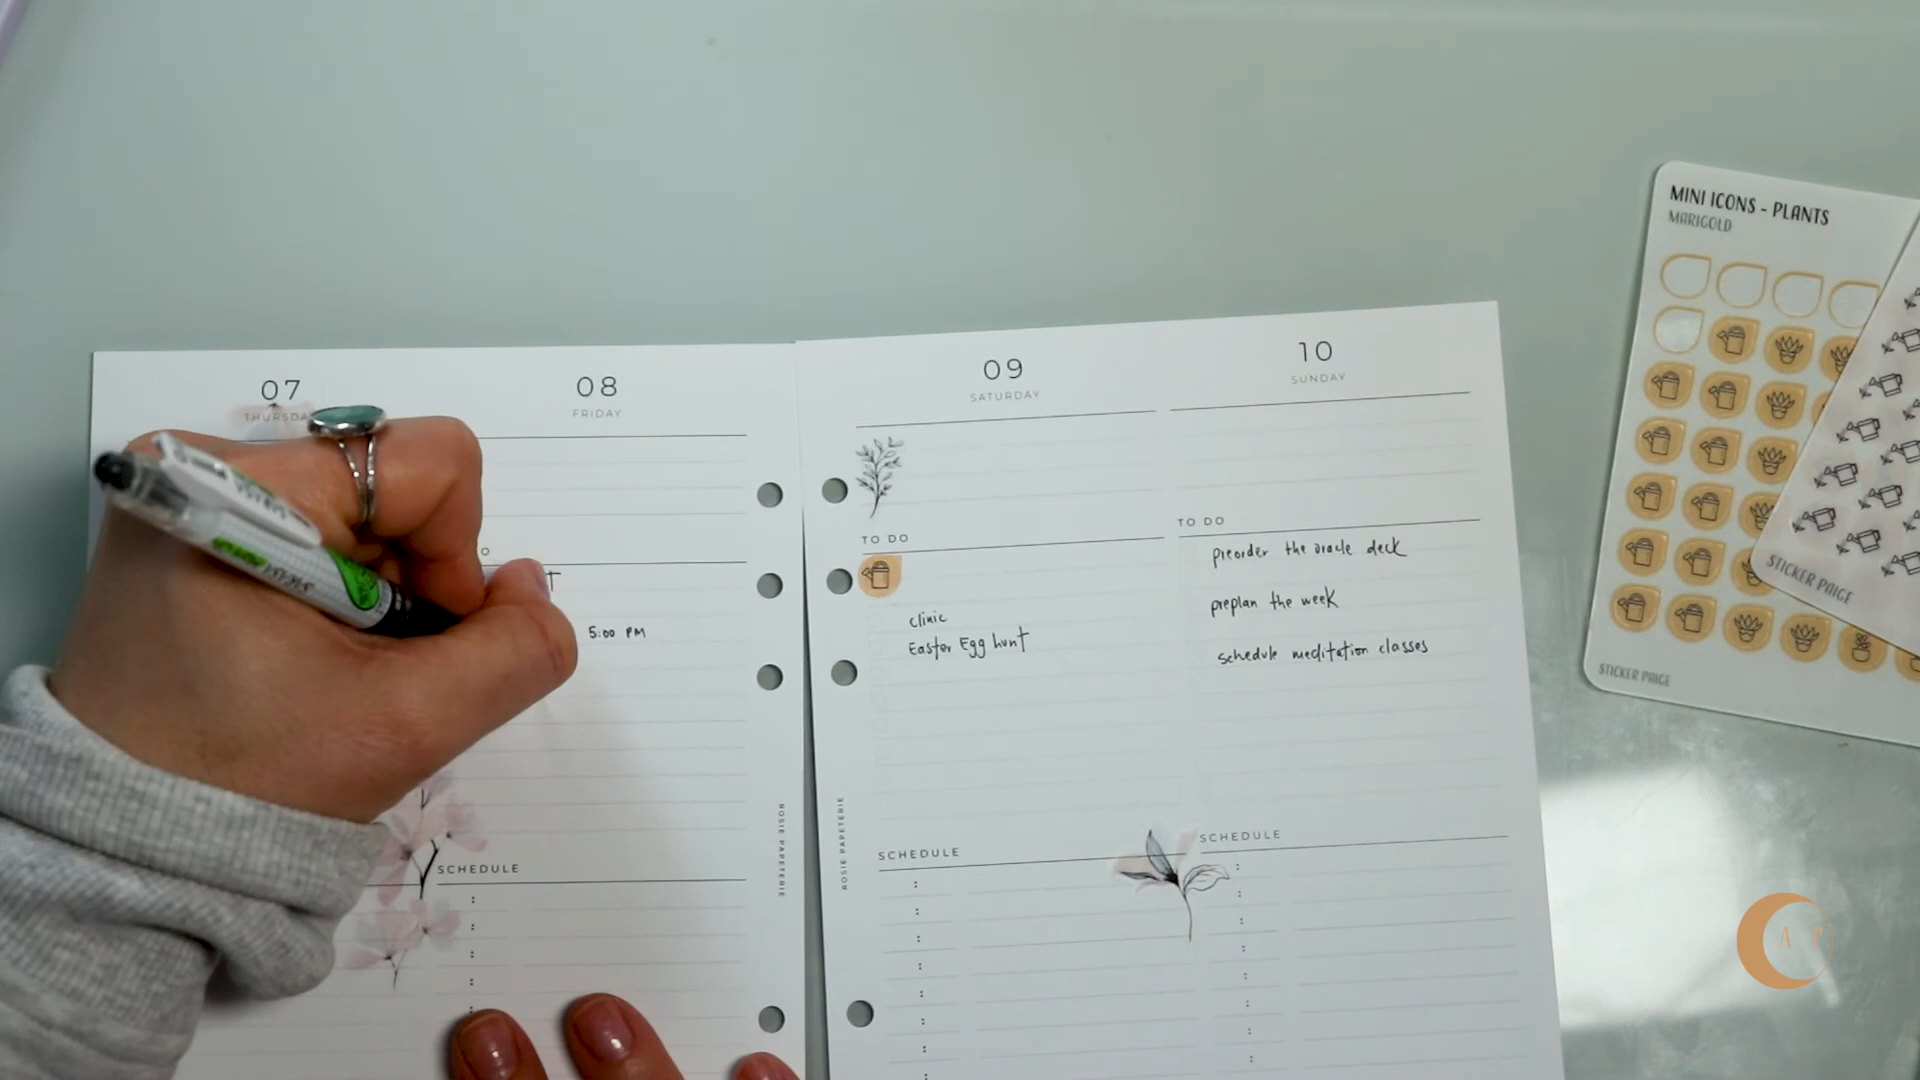 07
THURSDA
08
FRIDAY
O
T
5:00 PM
SCHEDULE
ROSIE PAPETERIE
09
SATURDAY
TO DO
clinic
Easter Egg hunt
ROSIE PAPETERIE
SCHEDULE
10
SUNDAY
TO DO
preorder the oracle deck
preplan the week
schedule meditation classes
SCHEDULE
MINI ICONS - PLANTS
MARIGOLD
STICKER PAIGE
STICKER PAIGE